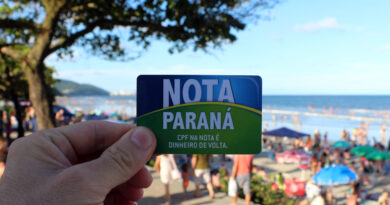 NOTA
PARANÁ
CPF NA NOTA É
DINHEIRO DE VOLTA.